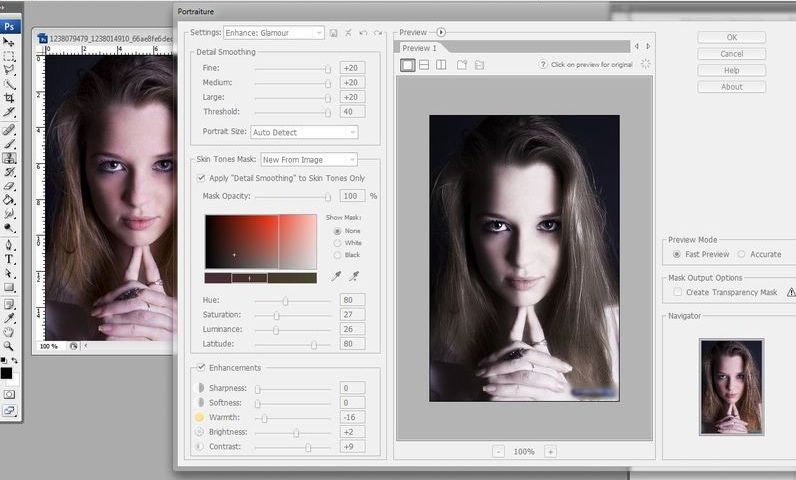 Portraiture
Ps
Settings: Enhance: Glamour
Detail Smoothing
Fine: +20
Medium: +20
Large: +20
Threshold: 40
Portrait Size: Auto Detect
Skin Tones Mask: New From Image
Apply "Detail Smoothing" to Skin Tones Only
Mask Opacity: 100 %
Show Mask:
None
White
Black
Hue: 80
Saturation: 27
Luminance: 26
Latitude: 80
Enhancements
Sharpness: 0
Softness: 0
Warmth: -16
Brightness: +2
Contrast: +9
100 %
Preview
Preview 1
? Click on preview for original
- 100% +
OK
Cancel
Help
About
Preview Mode
Fast Preview Accurate
Mask Output Options
Create Transparency Mask
Navigator